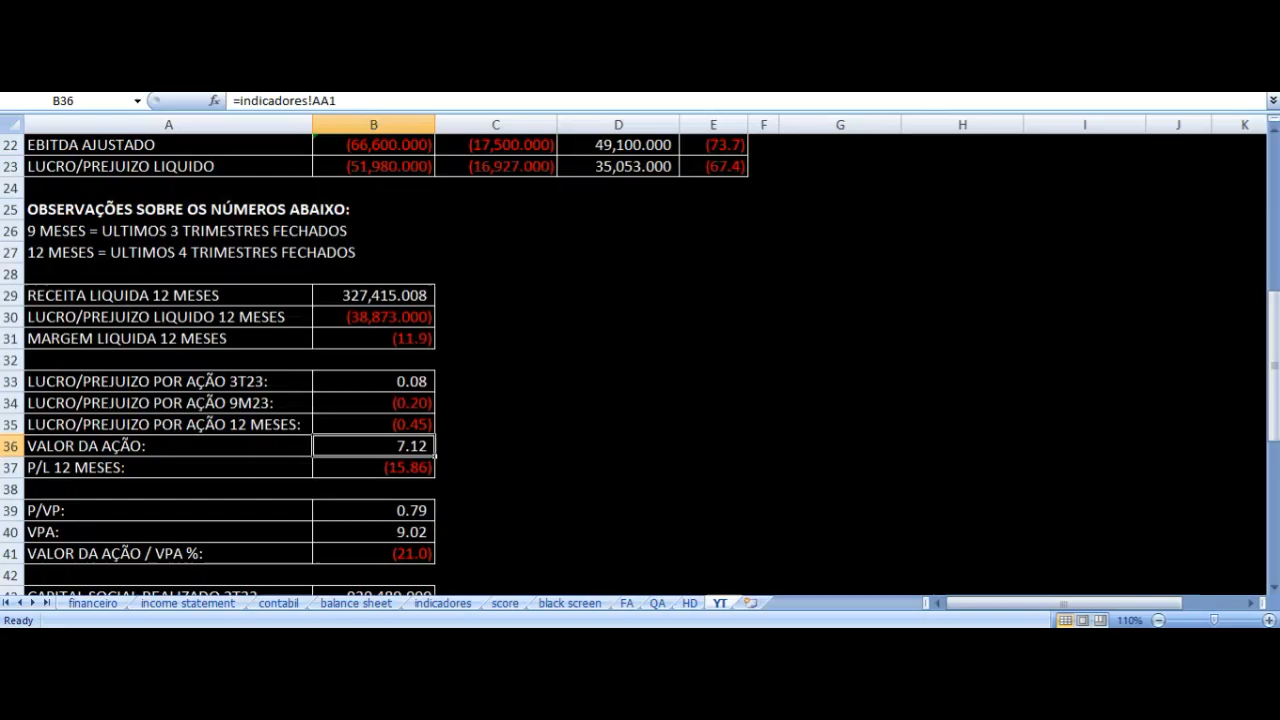 B36 fx =indicadores!AA1
A B C D E F G H I J K
22 EBITDA AJUSTADO (66,600.000) (17,500.000) 49,100.000 (73.7)
23 LUCRO/PREJUIZO LIQUIDO (51,980.000) (16,927.000) 35,053.000 (67.4)
24
25 OBSERVAÇÕES SOBRE OS NÚMEROS ABAIXO:
26 9 MESES = ULTIMOS 3 TRIMESTRES FECHADOS
27 12 MESES = ULTIMOS 4 TRIMESTRES FECHADOS
28
29 RECEITA LIQUIDA 12 MESES 327,415.008
30 LUCRO/PREJUIZO LIQUIDO 12 MESES (38,873.000)
31 MARGEM LIQUIDA 12 MESES (11.9)
32
33 LUCRO/PREJUIZO POR AÇÃO 3T23: 0.08
34 LUCRO/PREJUIZO POR AÇÃO 9M23: (0.20)
35 LUCRO/PREJUIZO POR AÇÃO 12 MESES: (0.45)
36 VALOR DA AÇÃO: 7.12
37 P/L 12 MESES: (15.86)
38
39 P/VP: 0.79
40 VPA: 9.02
41 VALOR DA AÇÃO / VPA %: (21.0)
42
financeiro income statement contabil balance sheet indicadores score black screen FA QA HD YT
Ready 110%